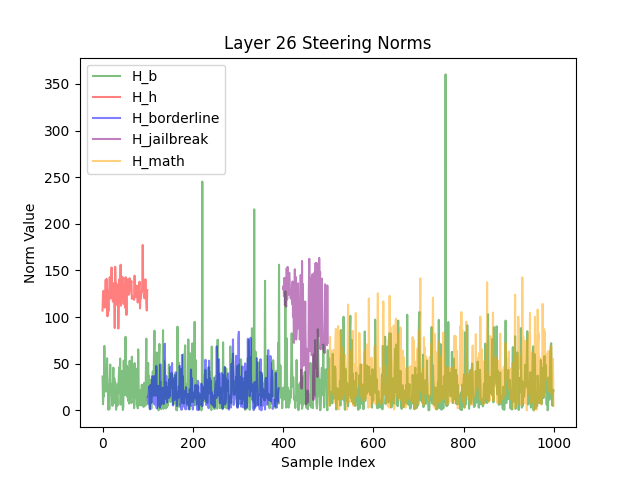 Layer 26 Steering Norms
H_b
H_h
H_borderline
H_jailbreak
H_math
Norm Value
350
300
250
200
150
100
50
0
0 200 400 600 800 1000
Sample Index